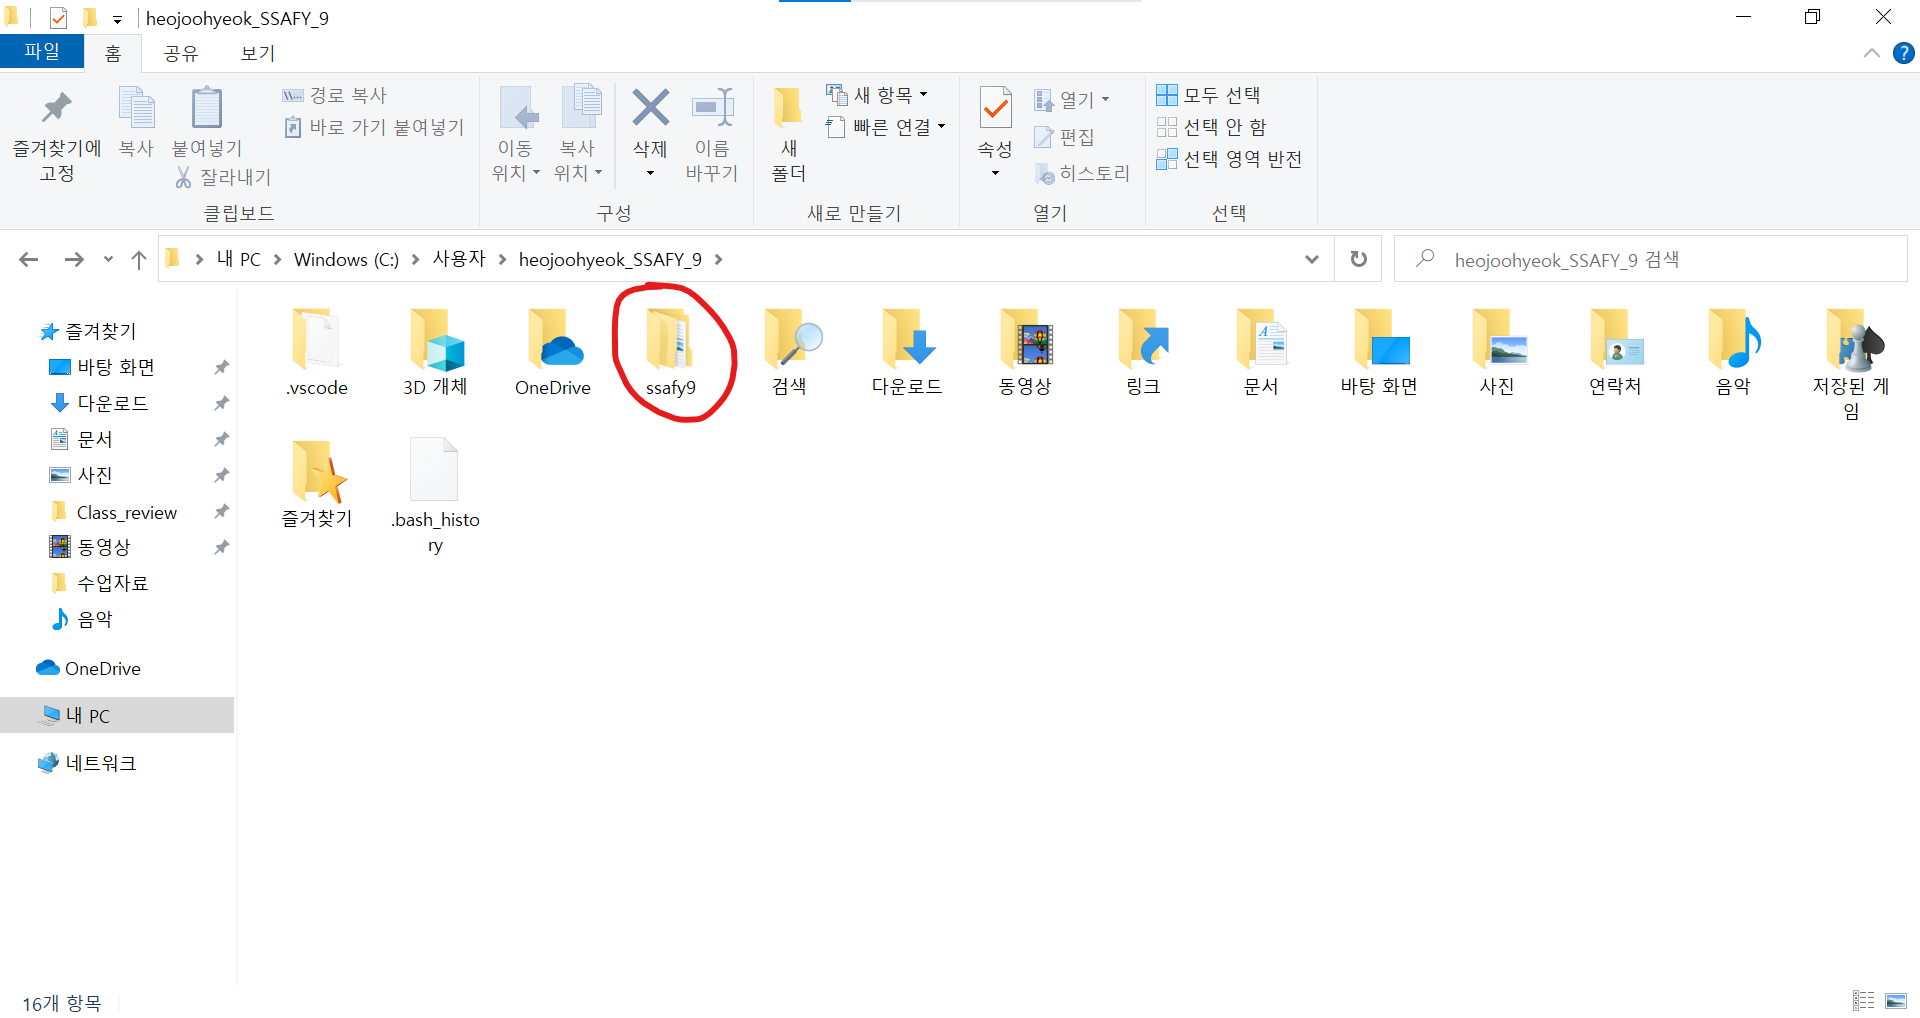 heojoohyeok_SSAFY_9
파일 홈 공유 보기
즐겨찾기에 고정
복사
붙여넣기
경로 복사
바로 가기 붙여넣기
잘라내기
클립보드
이동 위치
복사 위치
삭제
이름 바꾸기
구성
새 폴더
새 항목
빠른 연결
새로 만들기
속성
열기
편집
히스토리
열기
모두 선택
선택 안 함
선택 영역 반전
선택
내 PC > Windows (C:) > 사용자 > heojoohyeok_SSAFY_9 >
heojoohyeok_SSAFY_9 검색
즐겨찾기
바탕 화면
다운로드
문서
사진
Class_review
동영상
수업자료
음악
OneDrive
내 PC
네트워크
.vscode
3D 개체
OneDrive
ssafy9
검색
다운로드
동영상
링크
문서
바탕 화면
사진
연락처
음악
저장된 게
임
즐겨찾기
.bash_histo
ry
16개 항목